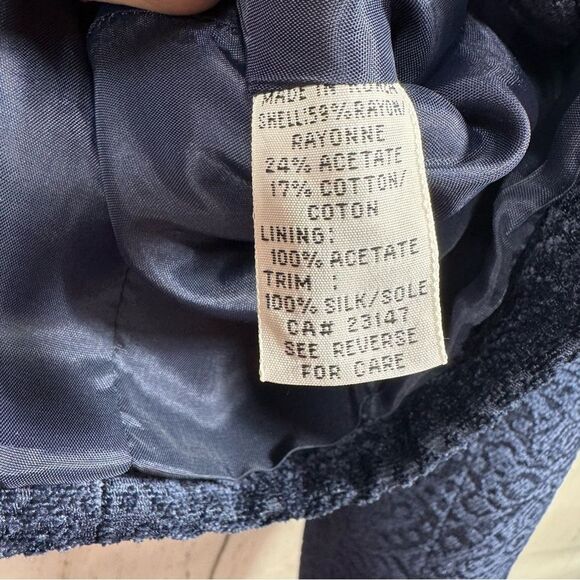 MADE IN
SHELL:59% RAYON/
RAYONNE
24% ACETATE
17% COTTON/
COTON
LINING:
100% ACETATE
TRIM :
100% SILK/SOLE
CA# 23147
SEE REVERSE
FOR CARE